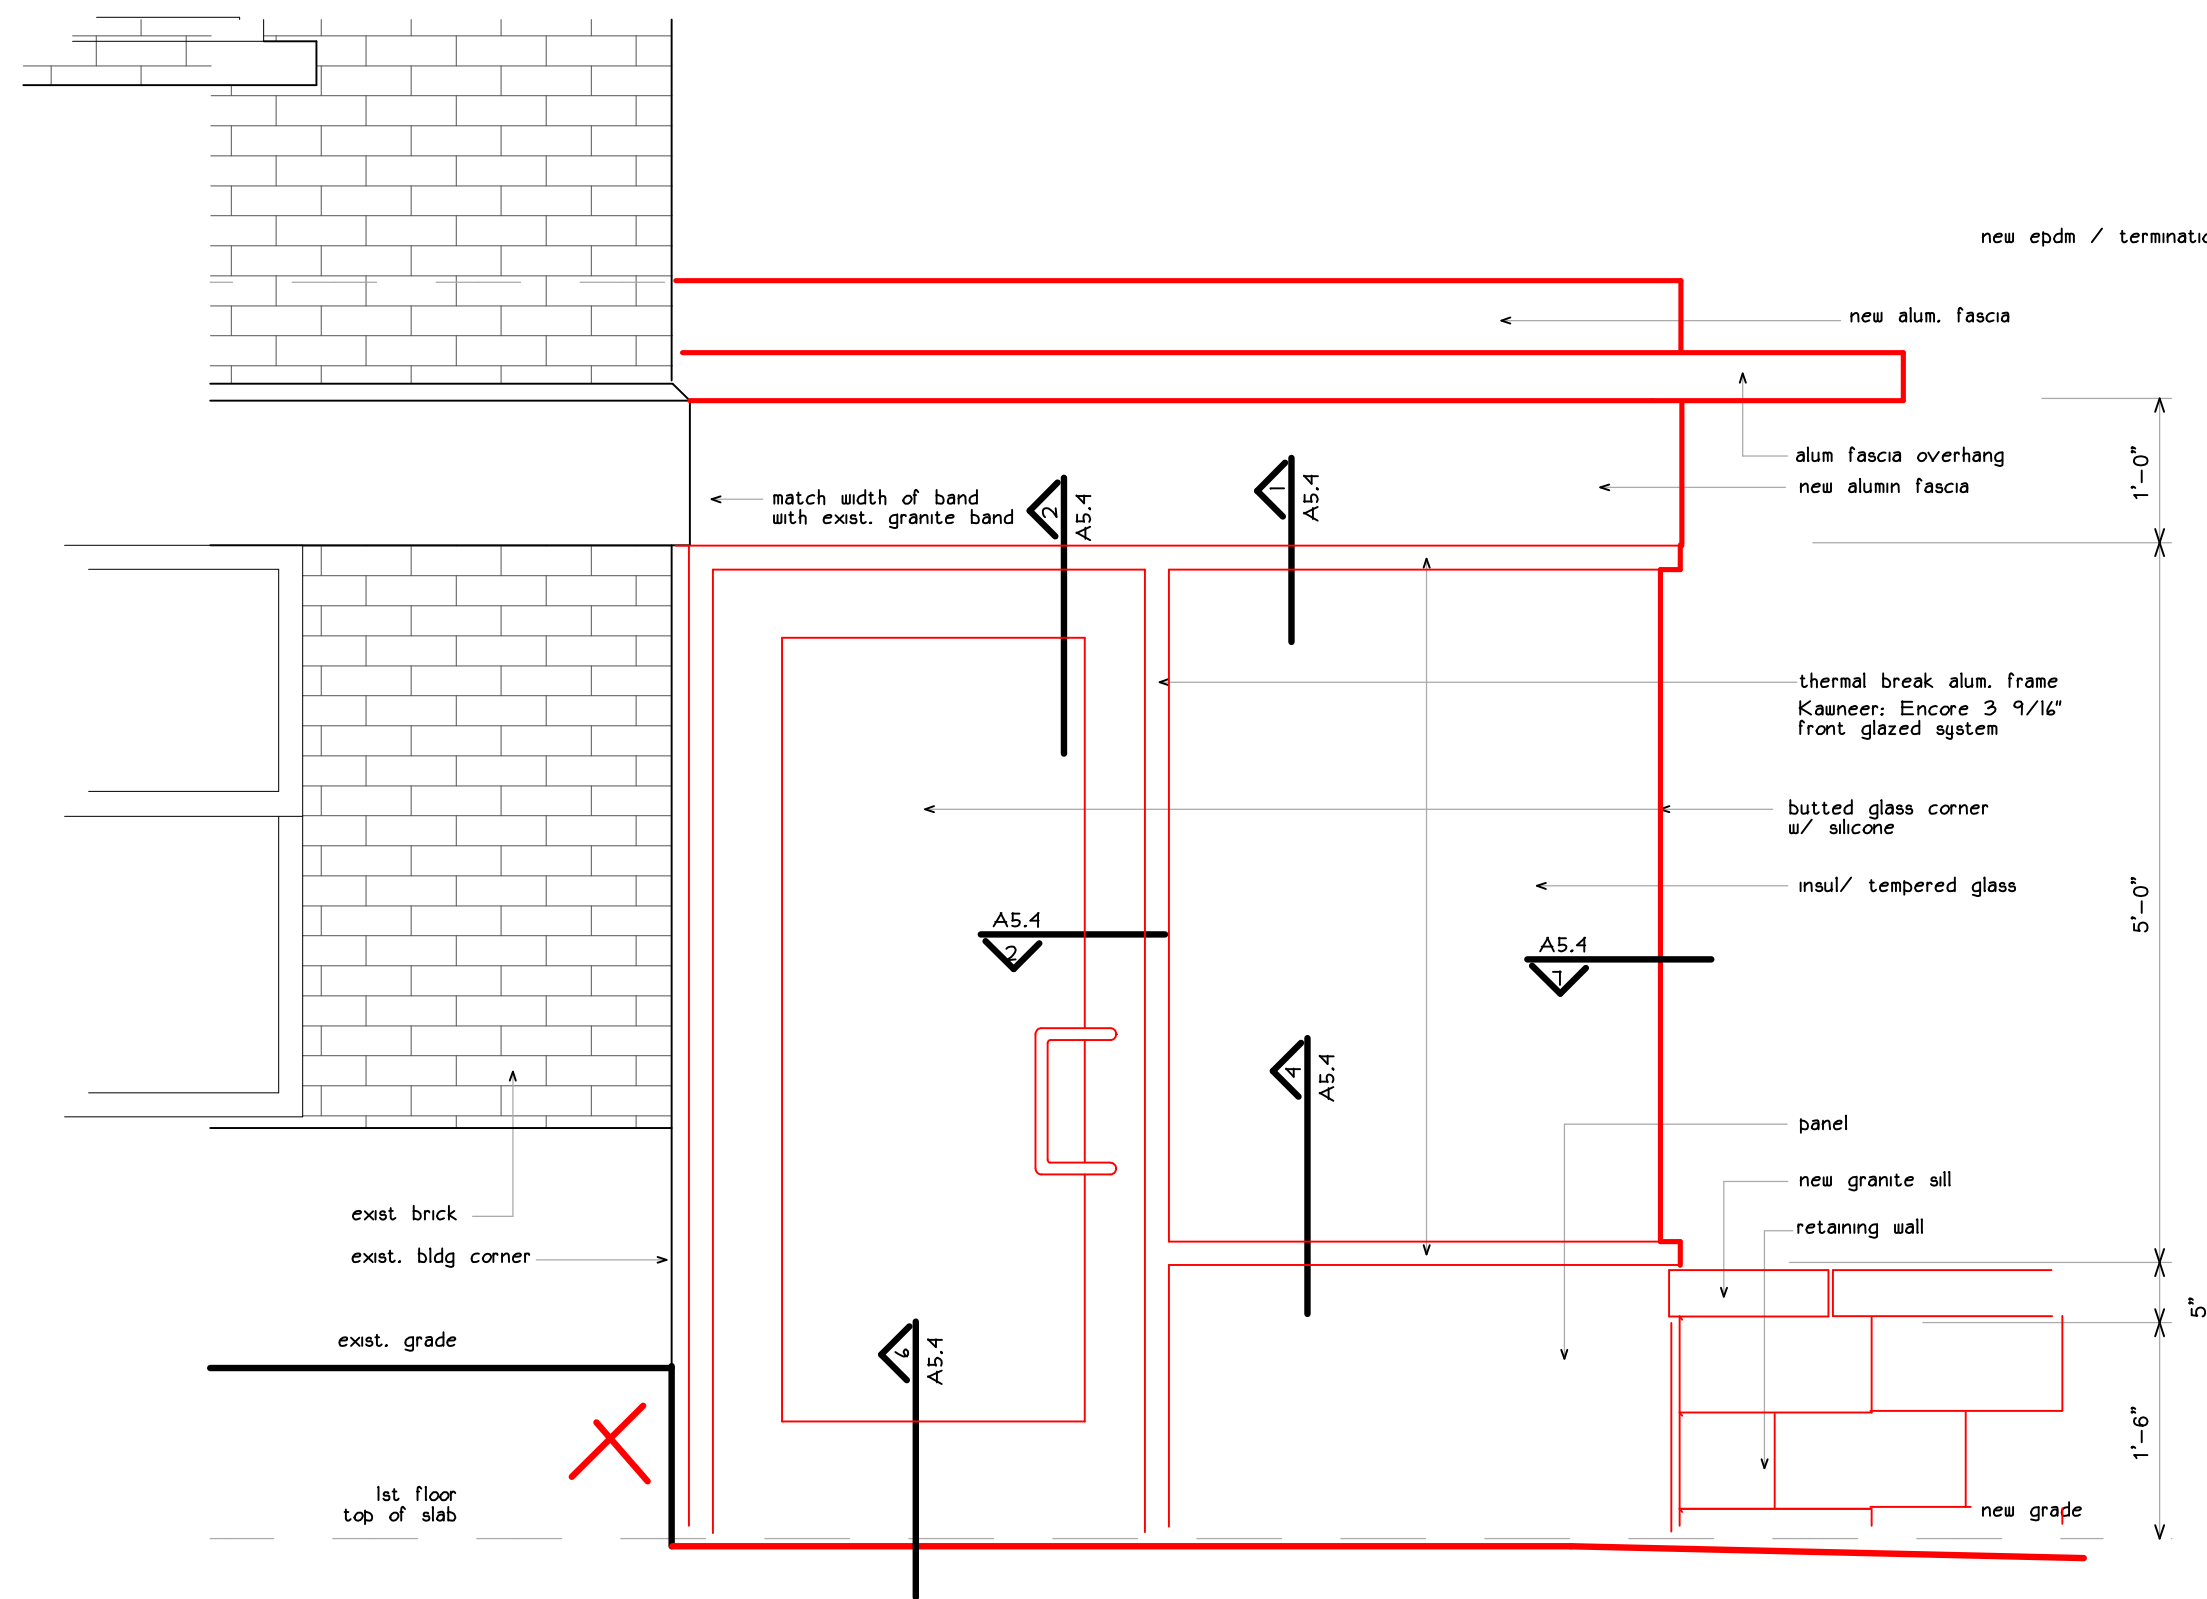 new epdm /
new alum. fascia
alum fascia overhang
new alumin fascia
1'-0"
match width of band
with exist. granite band
2
A5.4
1
A5.4
thermal break alum. frame
Kawneer: Encore 3 9/16"
front glazed system
butted glass corner
w/ silicone
insul/ tempered glass
5'-0"
A5.4
2
A5.4
4
A5.4
panel
new granite sill
retaining wall
exist brick
exist. bldg corner
5"
exist. grade
6
A5.4
1'-6"
1st floor
top of slab
new grade